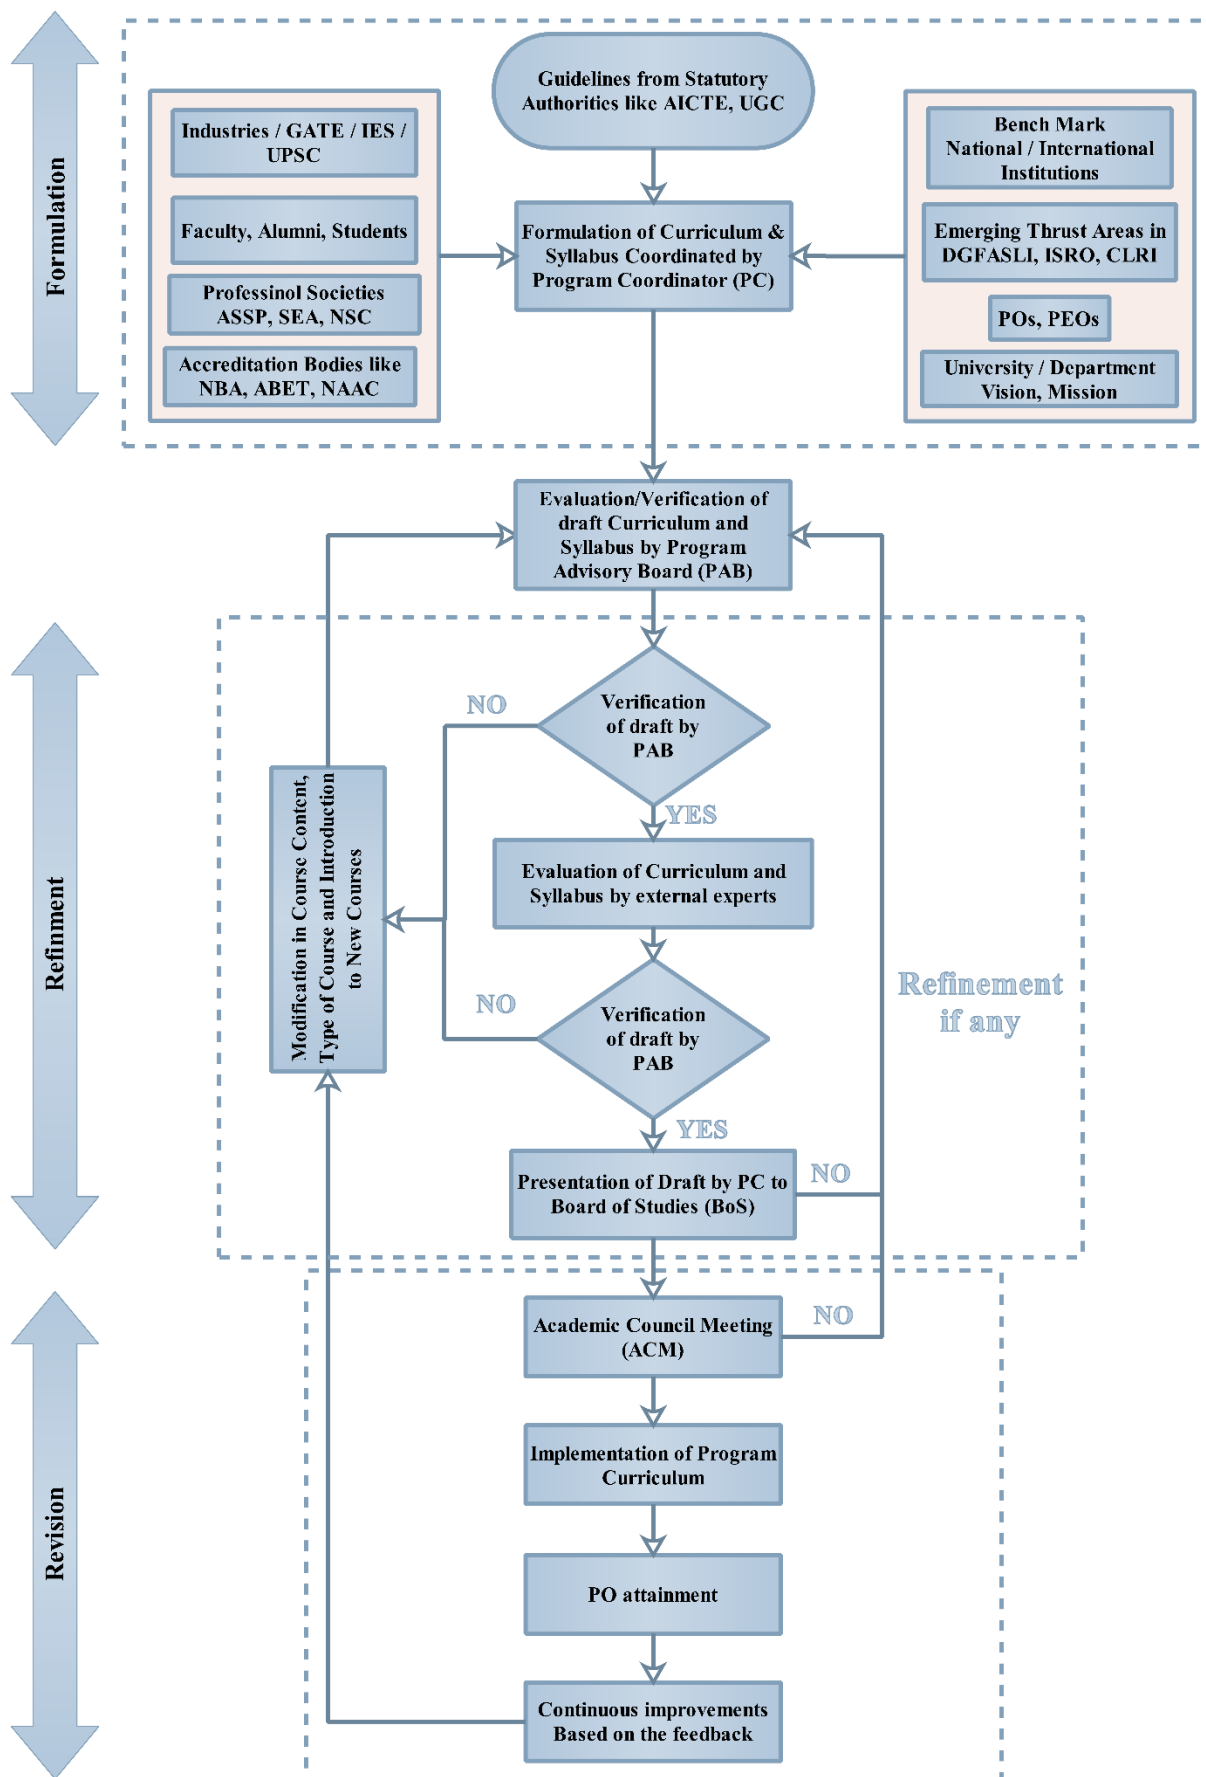 Formulation
Guidelines from Statutory
Authoritics like AICTE, UGC
Industries / GATE / IES /
UPSC
Faculty, Alumni, Students
Professinol Societies
ASSP, SEA, NSC
Accreditation Bodies like
NBA, ABET, NAAC
Formulation of Curriculum &
Syllabus Coordinated by
Program Coordinator (PC)
Bench Mark
National / International
Institutions
Emerging Thrust Areas in
DGFASLI, ISRO, CLRI
POs, PEOs
University / Department
Vision, Mission
Evaluation/Verification of
draft Curriculum and
Syllabus by Program
Advisory Board (PAB)
Refinment
Verification
of draft by
PAB
NO
YES
Modification in Course Content,
Type of Course and Introduction
to New Courses
Evaluation of Curriculum and
Syllabus by external experts
Verification
of draft by
PAB
NO
YES
Refinement
if any
Presentation of Draft by PC to
Board of Studies (BoS)
NO
Revision
Academic Council Meeting
(ACM)
NO
Implementation of Program
Curriculum
PO attainment
Continuous improvements
Based on the feedback